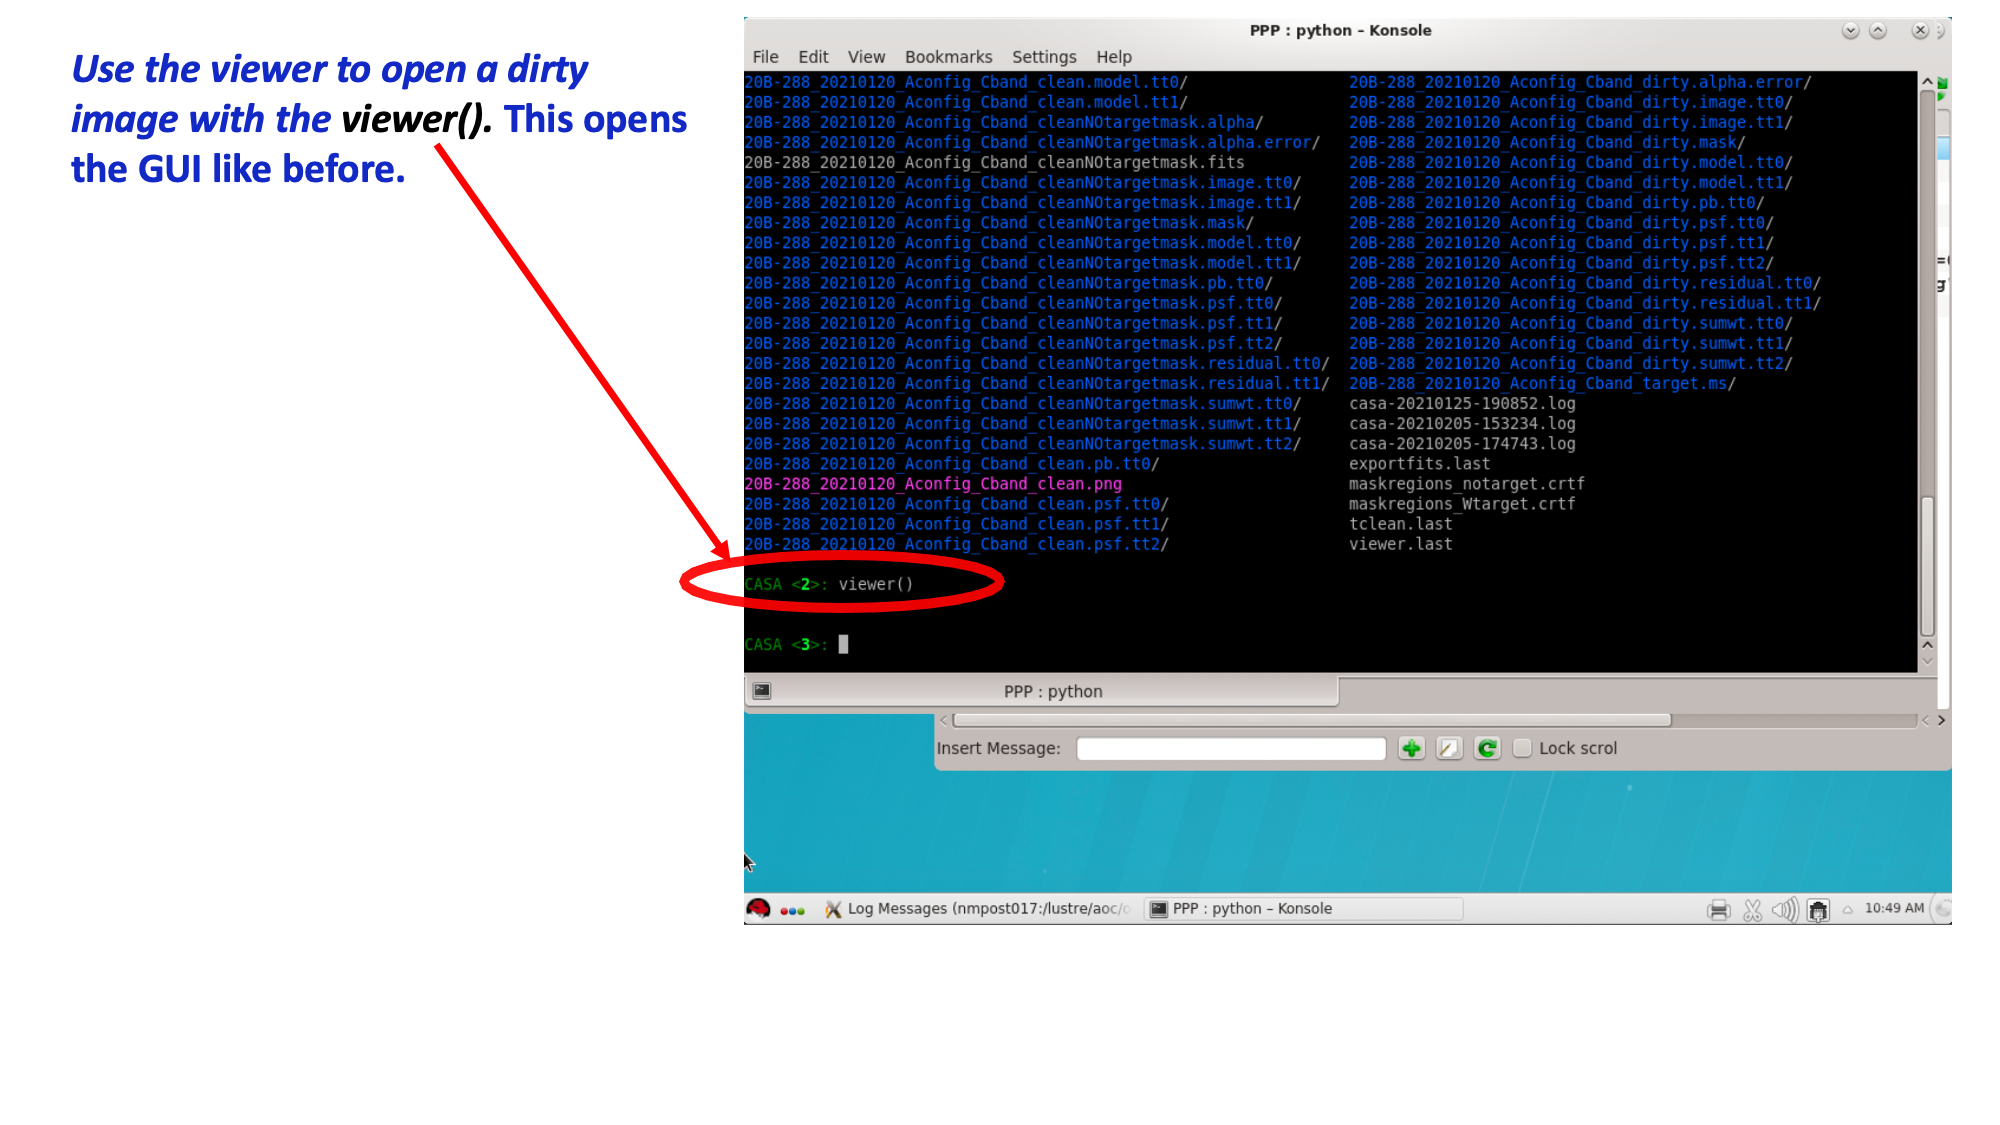 Use the viewer to open a dirty
image with the viewer(). This opens
the GUI like before.
PPP : python – Konsole
File Edit View Bookmarks Settings Help
20B-288_20210120_Aconfig_Cband_clean.model.tt0/ 20B-288_20210120_Aconfig_Cband_dirty.alpha.error/
20B-288_20210120_Aconfig_Cband_clean.model.tt1/ 20B-288_20210120_Aconfig_Cband_dirty.image.tt0/
20B-288_20210120_Aconfig_Cband_cleanNOtargetmask.alpha/ 20B-288_20210120_Aconfig_Cband_dirty.image.tt1/
20B-288_20210120_Aconfig_Cband_cleanNOtargetmask.alpha.error/ 20B-288_20210120_Aconfig_Cband_dirty.mask/
20B-288_20210120_Aconfig_Cband_cleanNOtargetmask.fits 20B-288_20210120_Aconfig_Cband_dirty.model.tt0/
20B-288_20210120_Aconfig_Cband_cleanNOtargetmask.image.tt0/ 20B-288_20210120_Aconfig_Cband_dirty.model.tt1/
20B-288_20210120_Aconfig_Cband_cleanNOtargetmask.image.tt1/ 20B-288_20210120_Aconfig_Cband_dirty.pb.tt0/
20B-288_20210120_Aconfig_Cband_cleanNOtargetmask.mask/ 20B-288_20210120_Aconfig_Cband_dirty.psf.tt0/
20B-288_20210120_Aconfig_Cband_cleanNOtargetmask.model.tt0/ 20B-288_20210120_Aconfig_Cband_dirty.psf.tt1/
20B-288_20210120_Aconfig_Cband_cleanNOtargetmask.model.tt1/ 20B-288_20210120_Aconfig_Cband_dirty.psf.tt2/
20B-288_20210120_Aconfig_Cband_cleanNOtargetmask.pb.tt0/ 20B-288_20210120_Aconfig_Cband_dirty.residual.tt0/
20B-288_20210120_Aconfig_Cband_cleanNOtargetmask.psf.tt0/ 20B-288_20210120_Aconfig_Cband_dirty.residual.tt1/
20B-288_20210120_Aconfig_Cband_cleanNOtargetmask.psf.tt1/ 20B-288_20210120_Aconfig_Cband_dirty.sumwt.tt0/
20B-288_20210120_Aconfig_Cband_cleanNOtargetmask.psf.tt2/ 20B-288_20210120_Aconfig_Cband_dirty.sumwt.tt1/
20B-288_20210120_Aconfig_Cband_cleanNOtargetmask.residual.tt0/ 20B-288_20210120_Aconfig_Cband_dirty.sumwt.tt2/
20B-288_20210120_Aconfig_Cband_cleanNOtargetmask.residual.tt1/ 20B-288_20210120_Aconfig_Cband_target.ms/
20B-288_20210120_Aconfig_Cband_cleanNOtargetmask.sumwt.tt0/ casa-20210125-190852.log
20B-288_20210120_Aconfig_Cband_cleanNOtargetmask.sumwt.tt1/ casa-20210205-153234.log
20B-288_20210120_Aconfig_Cband_cleanNOtargetmask.sumwt.tt2/ casa-20210205-174743.log
20B-288_20210120_Aconfig_Cband_clean.pb.tt0/ exportfits.last
20B-288_20210120_Aconfig_Cband_clean.png maskregions_notarget.crtf
20B-288_20210120_Aconfig_Cband_clean.psf.tt0/ maskregions_Wtarget.crtf
20B-288_20210120_Aconfig_Cband_clean.psf.tt1/ tclean.last
20B-288_20210120_Aconfig_Cband_clean.psf.tt2/ viewer.last
CASA <2>: viewer()
CASA <3>:
PPP : python
Insert Message: Lock scrol
Log Messages (nmpost017:/lustre/aoc/ PPP : python – Konsole 10:49 AM